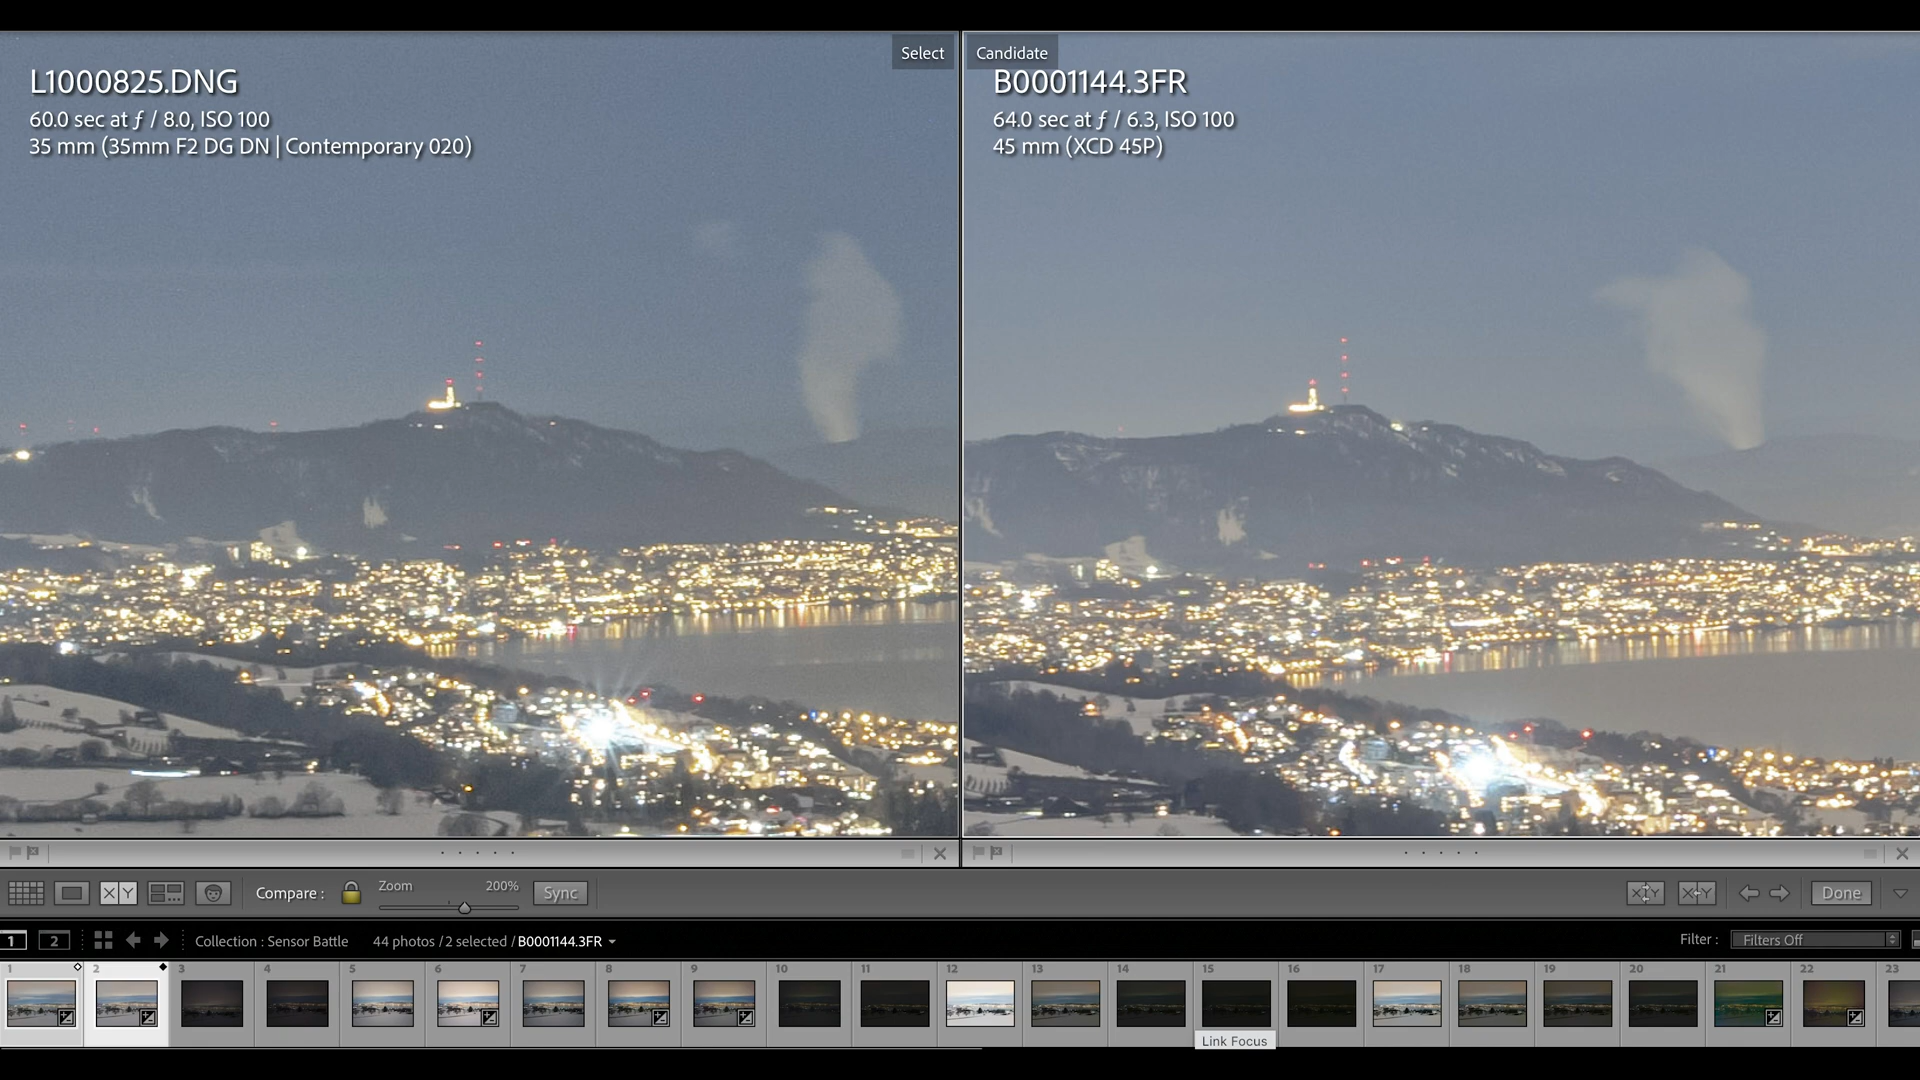 Select
L1000825.DNG
60.0 sec at ƒ / 8.0, ISO 100
35 mm (35mm F2 DG DN | Contemporary 020)
Candidate
B0001144.3FR
64.0 sec at ƒ / 6.3, ISO 100
45 mm (XCD 45P)
X Y
Compare :
Zoom 200%
Sync
X Y
X Y
Done
1 2
Collection : Sensor Battle
44 photos / 2 selected / B0001144.3FR
Filter :
Filters Off
1 2 3 4 5 6 7 8 9 10 11 12 13 14 15 16 17 18 19 20 21 22 23
Link Focus